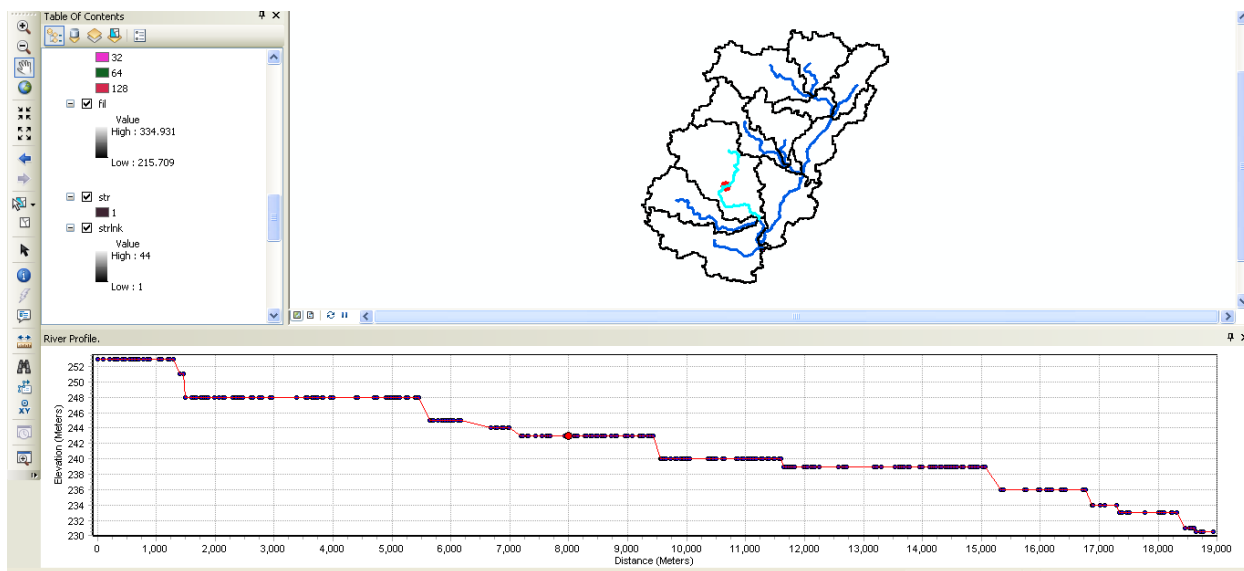 Table Of Contents
32
64
128
fil
Value
High : 334.931
Low : 215.709
str
1
strlnk
Value
High : 44
Low : 1
XY
River Profile.
Elevation (Meters)
252
250
248
246
244
242
240
238
236
234
232
230
0 1,000 2,000 3,000 4,000 5,000 6,000 7,000 8,000 9,000 10,000 11,000 12,000 13,000 14,000 15,000 16,000 17,000 18,000 19,000
Distance (Meters)